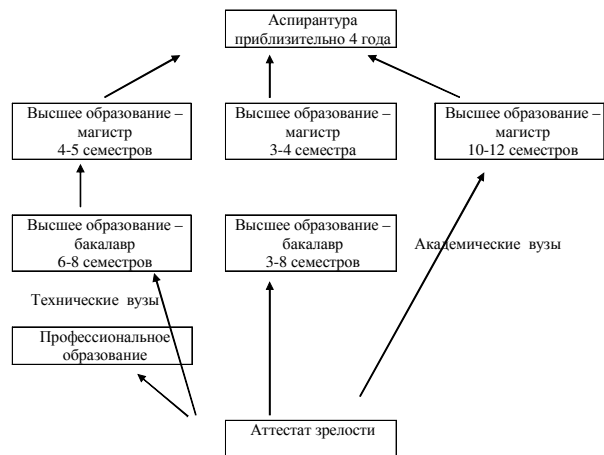 Аспирантура
приблизительно 4 года
Высшее образование –
магистр
4-5 семестров
Высшее образование –
магистр
3-4 семестра
Высшее образование –
магистр
10-12 семестров
Высшее образование –
бакалавр
6-8 семестров
Высшее образование –
бакалавр
3-8 семестров
Академические вузы
Технические вузы
Профессиональное
образование
Аттестат зрелости